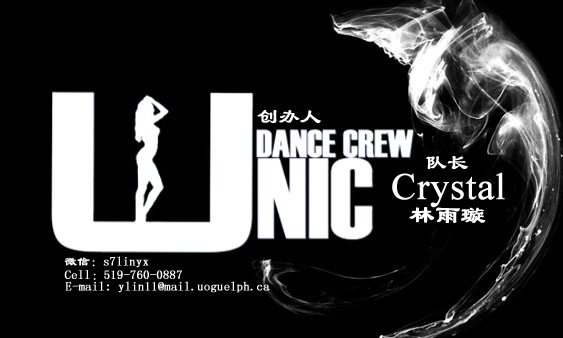 创办人
DANCE CREW
UNIC
队长
Crystal
林雨璇
微信: s7linyx
Cell: 519-760-0887
E-mail: ylin11@mail.uoguelph.ca